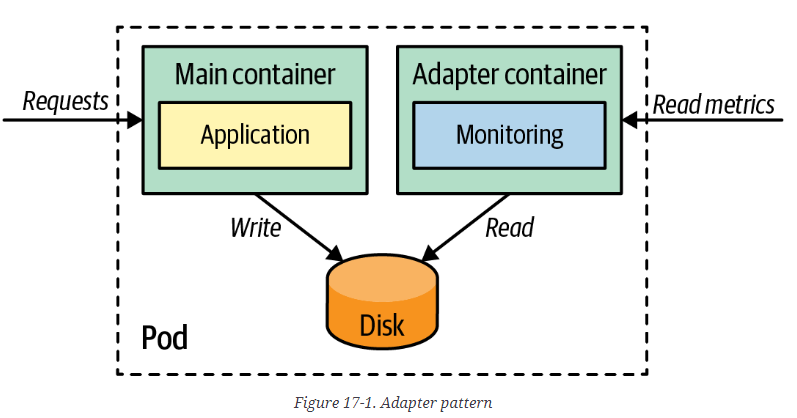 Main container
Adapter container
Requests
Application
Monitoring
Read metrics
Write
Read
Disk
Pod
Figure 17-1. Adapter pattern